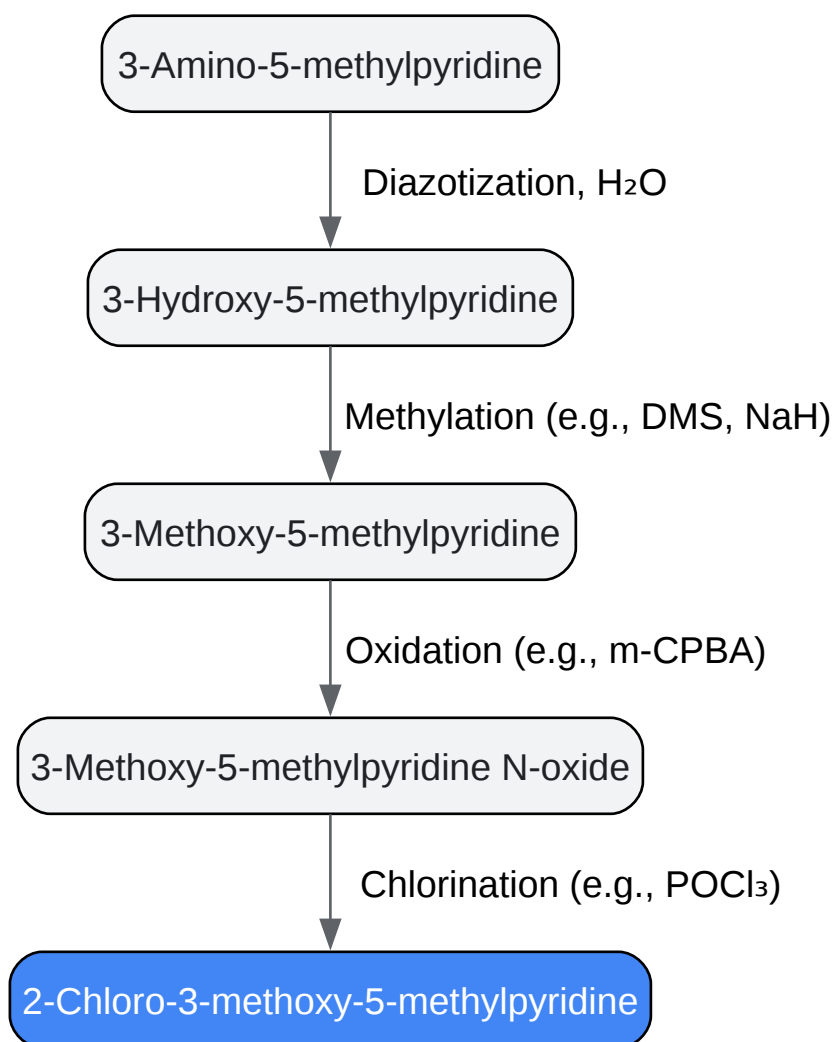 3-Amino-5-methylpyridine
Diazotization, H₂O
3-Hydroxy-5-methylpyridine
Methylation (e.g., DMS, NaH)
3-Methoxy-5-methylpyridine
Oxidation (e.g., m-CPBA)
3-Methoxy-5-methylpyridine N-oxide
Chlorination (e.g., POCl₃)
2-Chloro-3-methoxy-5-methylpyridine